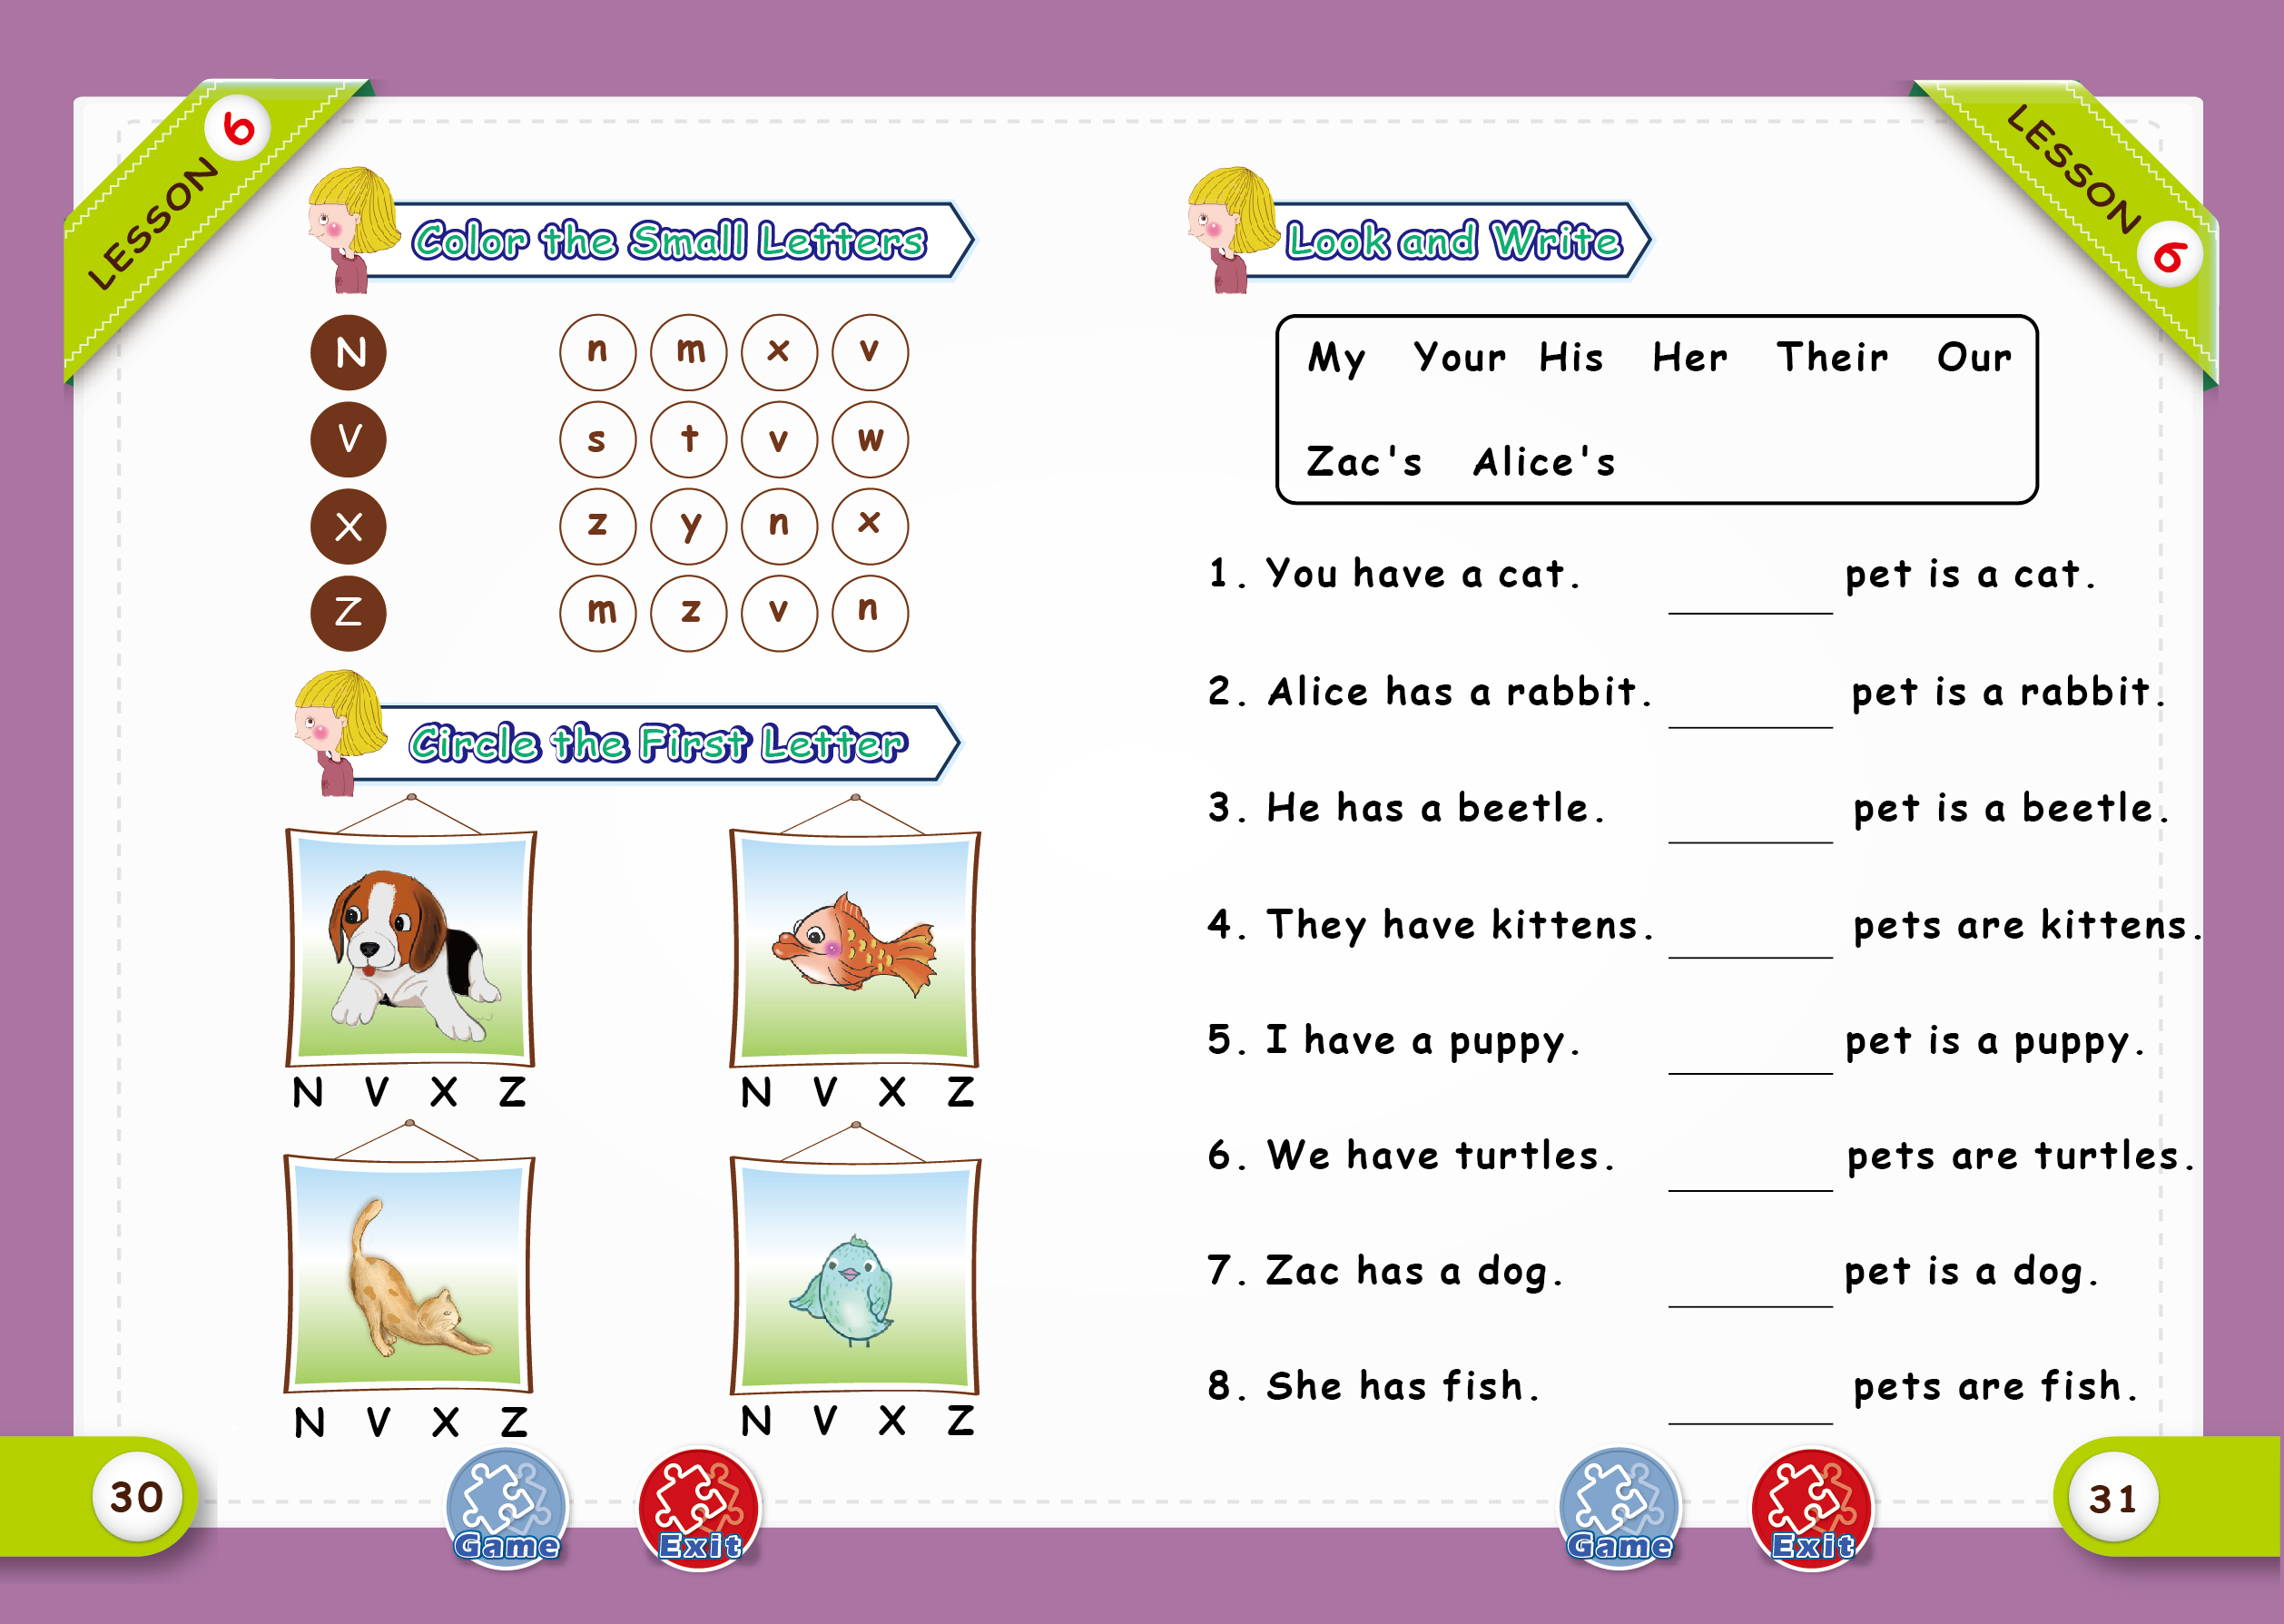 LESSON 6
Color the Small Letters
N n m x v
V s t v w
X z y n x
Z m z v n
Circle the First Letter
N V X Z
N V X Z
N V X Z
N V X Z
30
Game
Exit
LESSON 6
Look and Write
My Your His Her Their Our
Zac's Alice's
1. You have a cat. ________ pet is a cat.
2. Alice has a rabbit. ________ pet is a rabbit.
3. He has a beetle. ________ pet is a beetle.
4. They have kittens. ________ pets are kittens.
5. I have a puppy. ________ pet is a puppy.
6. We have turtles. ________ pets are turtles.
7. Zac has a dog. ________ pet is a dog.
8. She has fish. ________ pets are fish.
Game
Exit
31